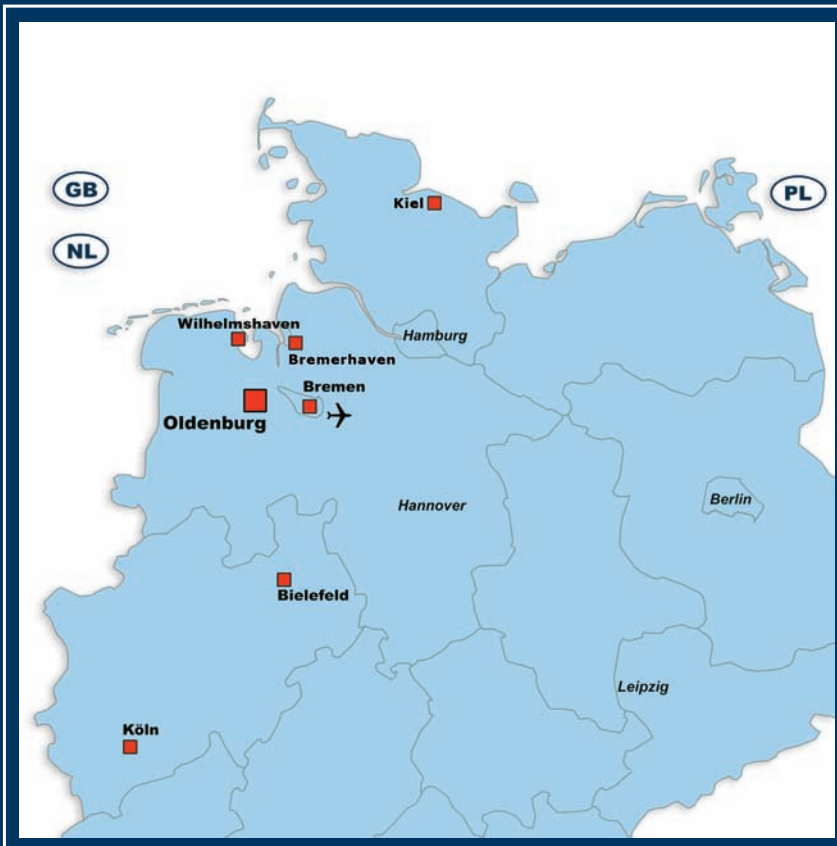 GB
PL
Kiel
NL
Wilhelmshaven
Hamburg
Bremerhaven
Bremen
Oldenburg
Hannover
Berlin
Bielefeld
Leipzig
Köln